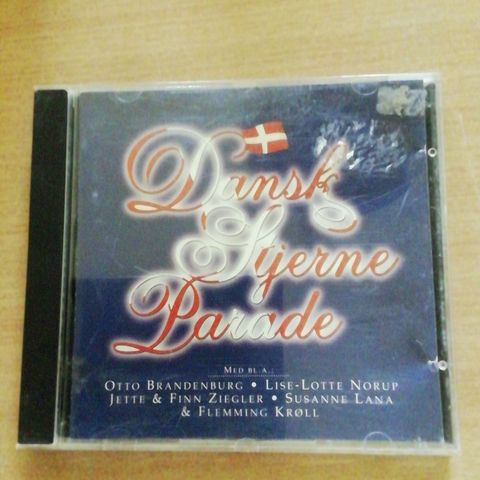 Dansk
Stjerne
Parade
MED BL.A.:
OTTO BRANDENBURG • LISE-LOTTE NORUP
JETTE & FINN ZIEGLER • SUSANNE LANA
& FLEMMING KRØLL